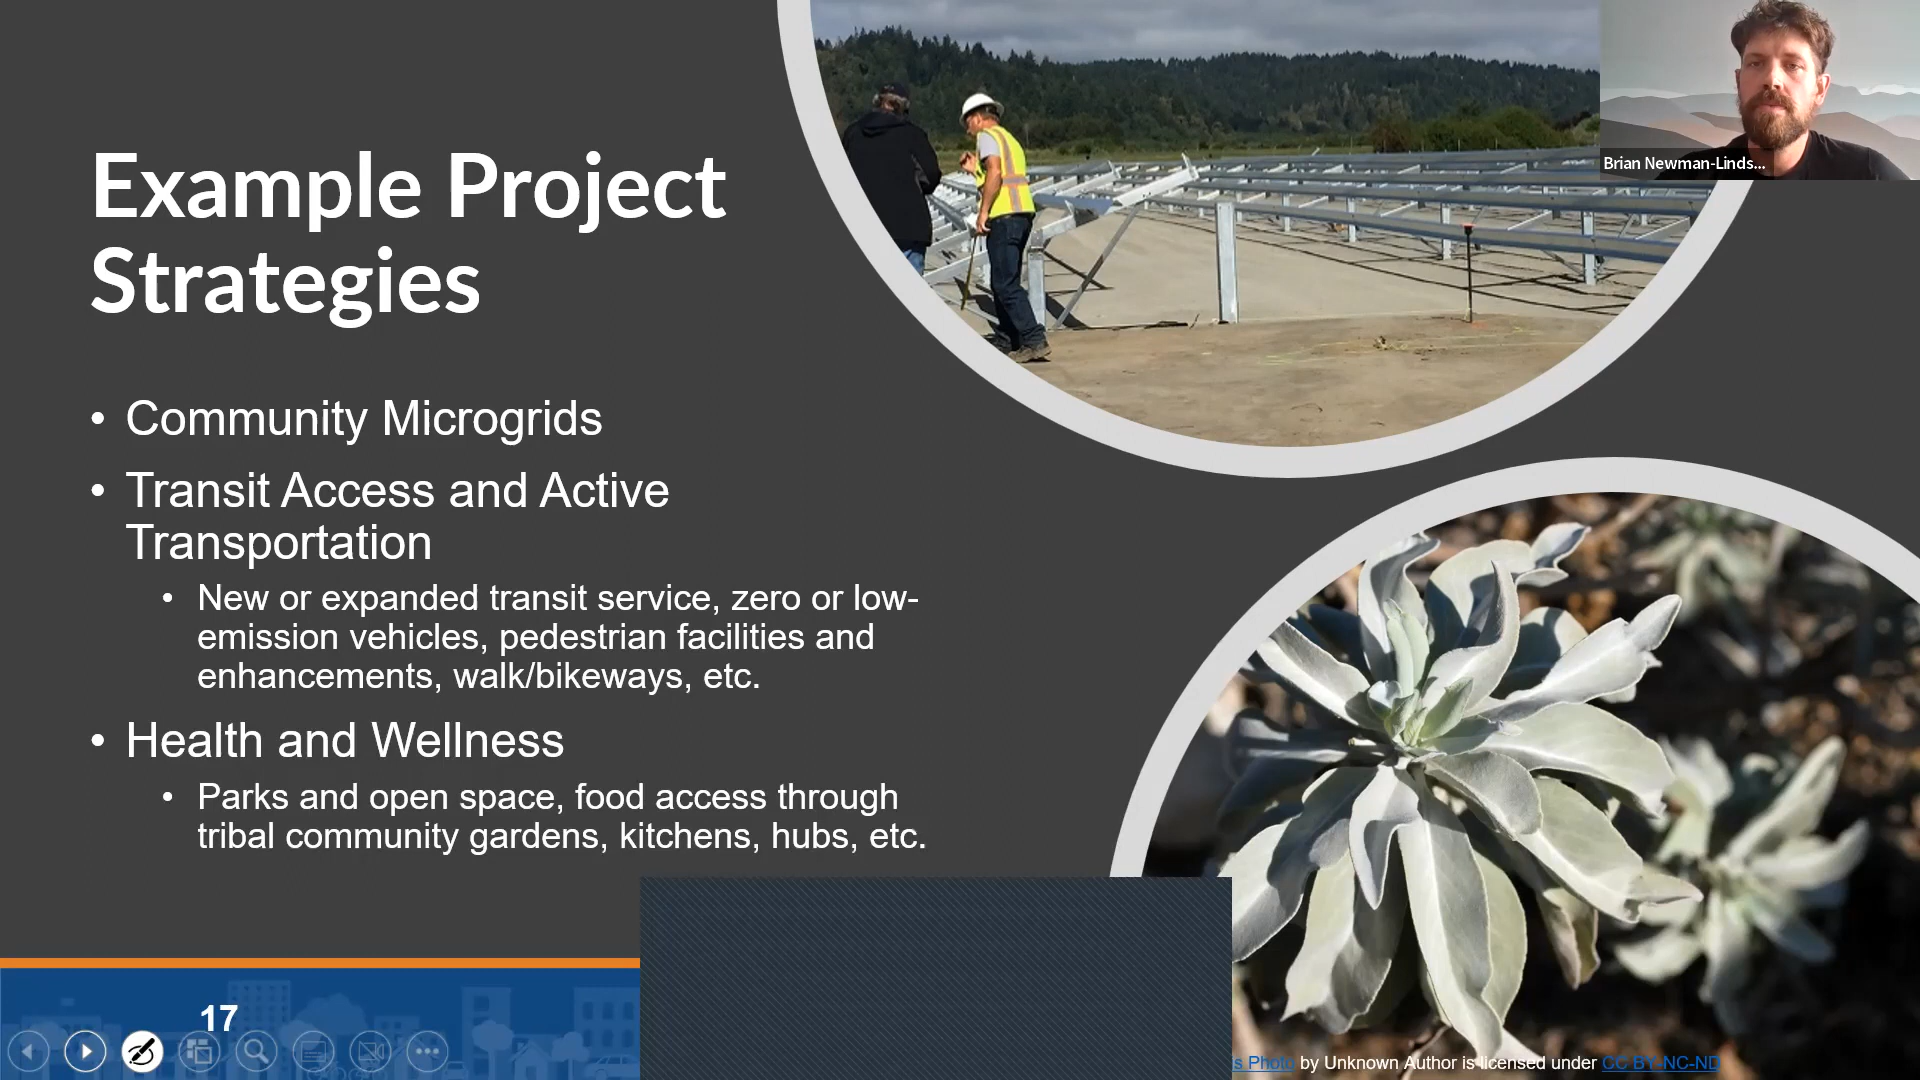 Example Project
Strategies
Brian Newman-Linds...
• Community Microgrids
• Transit Access and Active
Transportation
• New or expanded transit service, zero or low-
emission vehicles, pedestrian facilities and
enhancements, walk/bikeways, etc.
• Health and Wellness
• Parks and open space, food access through
tribal community gardens, kitchens, hubs, etc.
17
Photo by Unknown Author is licensed under CC BY-NC-ND